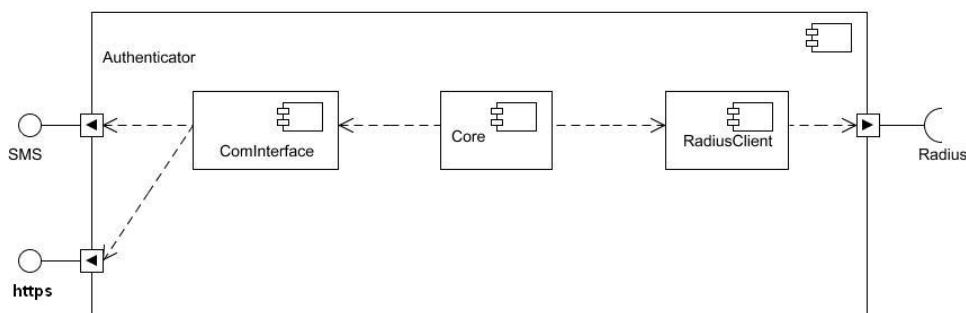 Authenticator
SMS
ComInterface
Core
RadiusClient
Radius
https